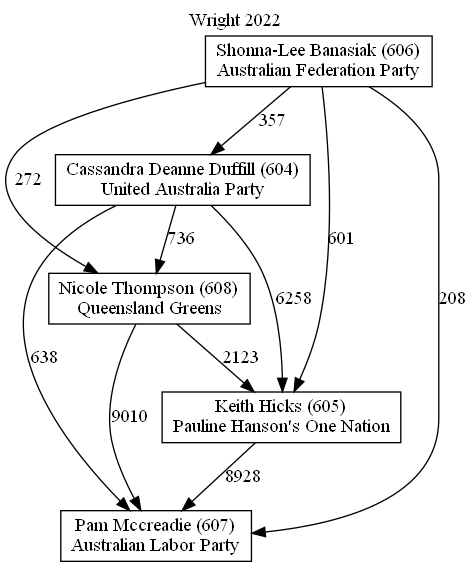 Wright 2022
Shonna-Lee Banasiak (606)
Australian Federation Party
357
Cassandra Deanne Duffill (604)
United Australia Party
272
736
601
Nicole Thompson (608)
Queensland Greens
6258
208
638
2123
Keith Hicks (605)
Pauline Hanson's One Nation
9010
8928
Pam Mccreadie (607)
Australian Labor Party